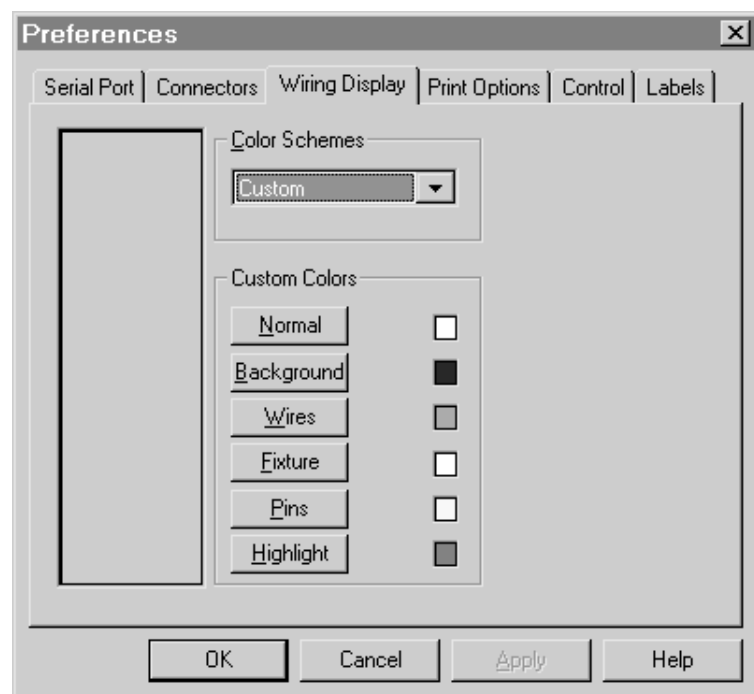 Preferences
Serial Port Connectors Wiring Display Print Options Control Labels
Color Schemes
Custom
Custom Colors
Normal
Background
Wires
Fixture
Pins
Highlight
OK Cancel Apply Help